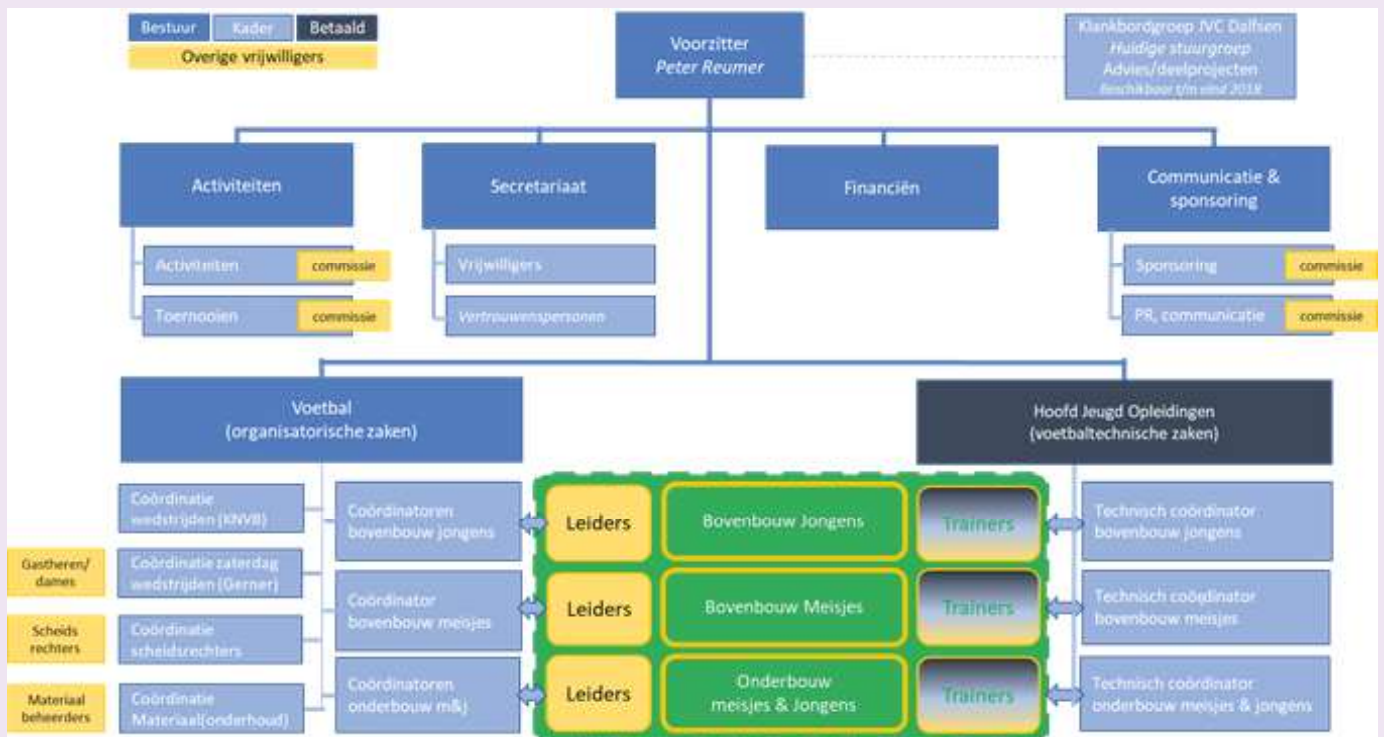 Bestuur
Kader
Betaald
Overige vrijwilligers
Voorzitter
Peter Reumer
Klankbordgroep JVC Dalfsen
Huidige stuurgroep
Advies/deelprojecten
Beschikbaar t/m eind 2018
Activiteiten
Secretariaat
Financiën
Communicatie &
sponsoring
Activiteiten
commissie
Toernooien
commissie
Vrijwilligers
Vertrouwenspersonen
Sponsoring
commissie
PR, communicatie
commissie
Voetbal
(organisatorische zaken)
Hoofd Jeugd Opleidingen
(voetbaltechnische zaken)
Coördinatie
wedstrijden (KNVB)
Gastheren/
dames
Coördinatie zaterdag
wedstrijden (Gerner)
Scheids
rechters
Coördinatie
scheidsrechters
Materiaal
beheerders
Coördinatie
Materiaal(onderhoud)
Coördinatoren
bovenbouw jongens
Coördinator
bovenbouw meisjes
Coördinatoren
onderbouw m&j
Leiders
Bovenbouw Jongens
Trainers
Leiders
Bovenbouw Meisjes
Trainers
Leiders
Onderbouw
meisjes & Jongens
Trainers
Technisch coördinator
bovenbouw jongens
Technisch coördinator
bovenbouw meisjes
Technisch coördinator
onderbouw meisjes & jongens